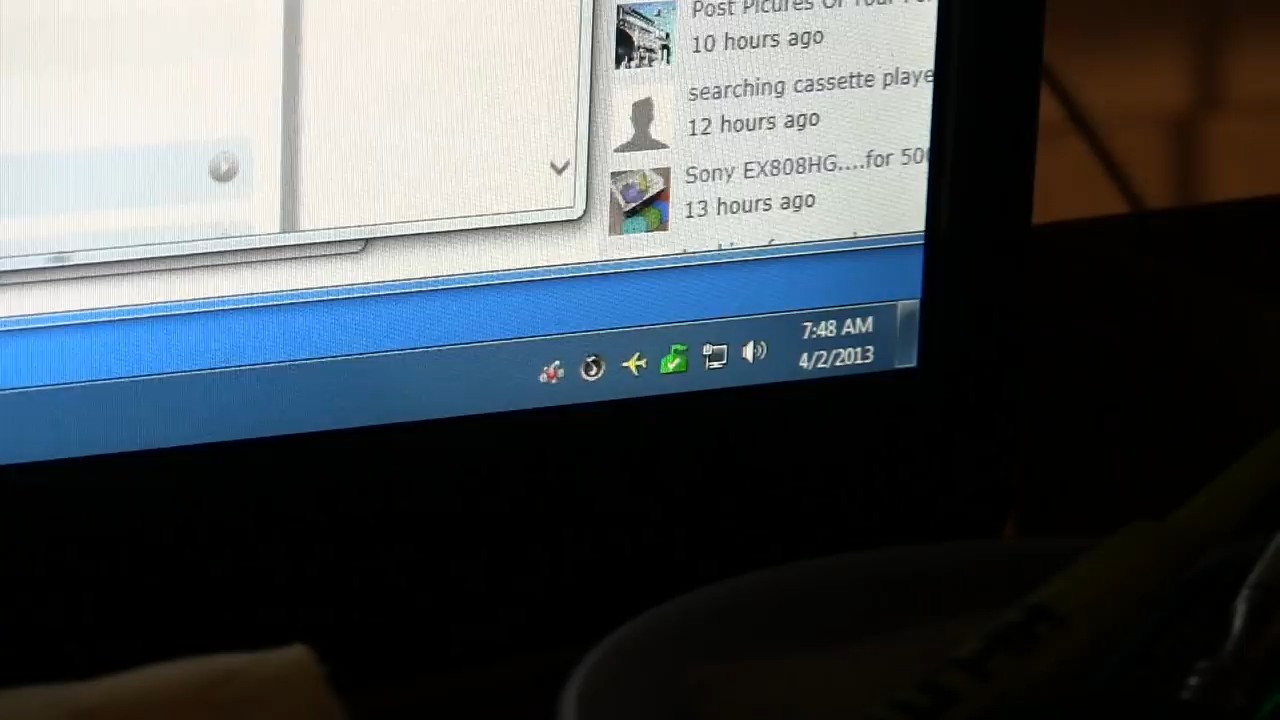 Post Pictures Of Your
10 hours ago
searching cassette playe
12 hours ago
Sony EX808HG....for 50
13 hours ago
7:48 AM
4/2/2013